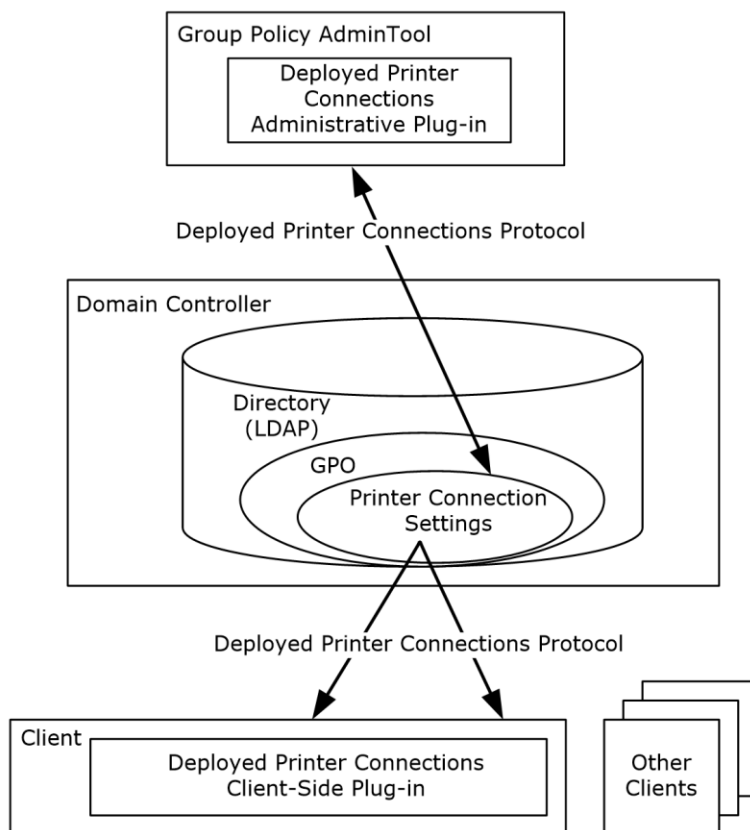 Group Policy AdminTool
Deployed Printer
Connections
Administrative Plug-in
Deployed Printer Connections Protocol
Domain Controller
Directory
(LDAP)
GPO
Printer Connection
Settings
Deployed Printer Connections Protocol
Client
Deployed Printer Connections
Client-Side Plug-in
Other
Clients